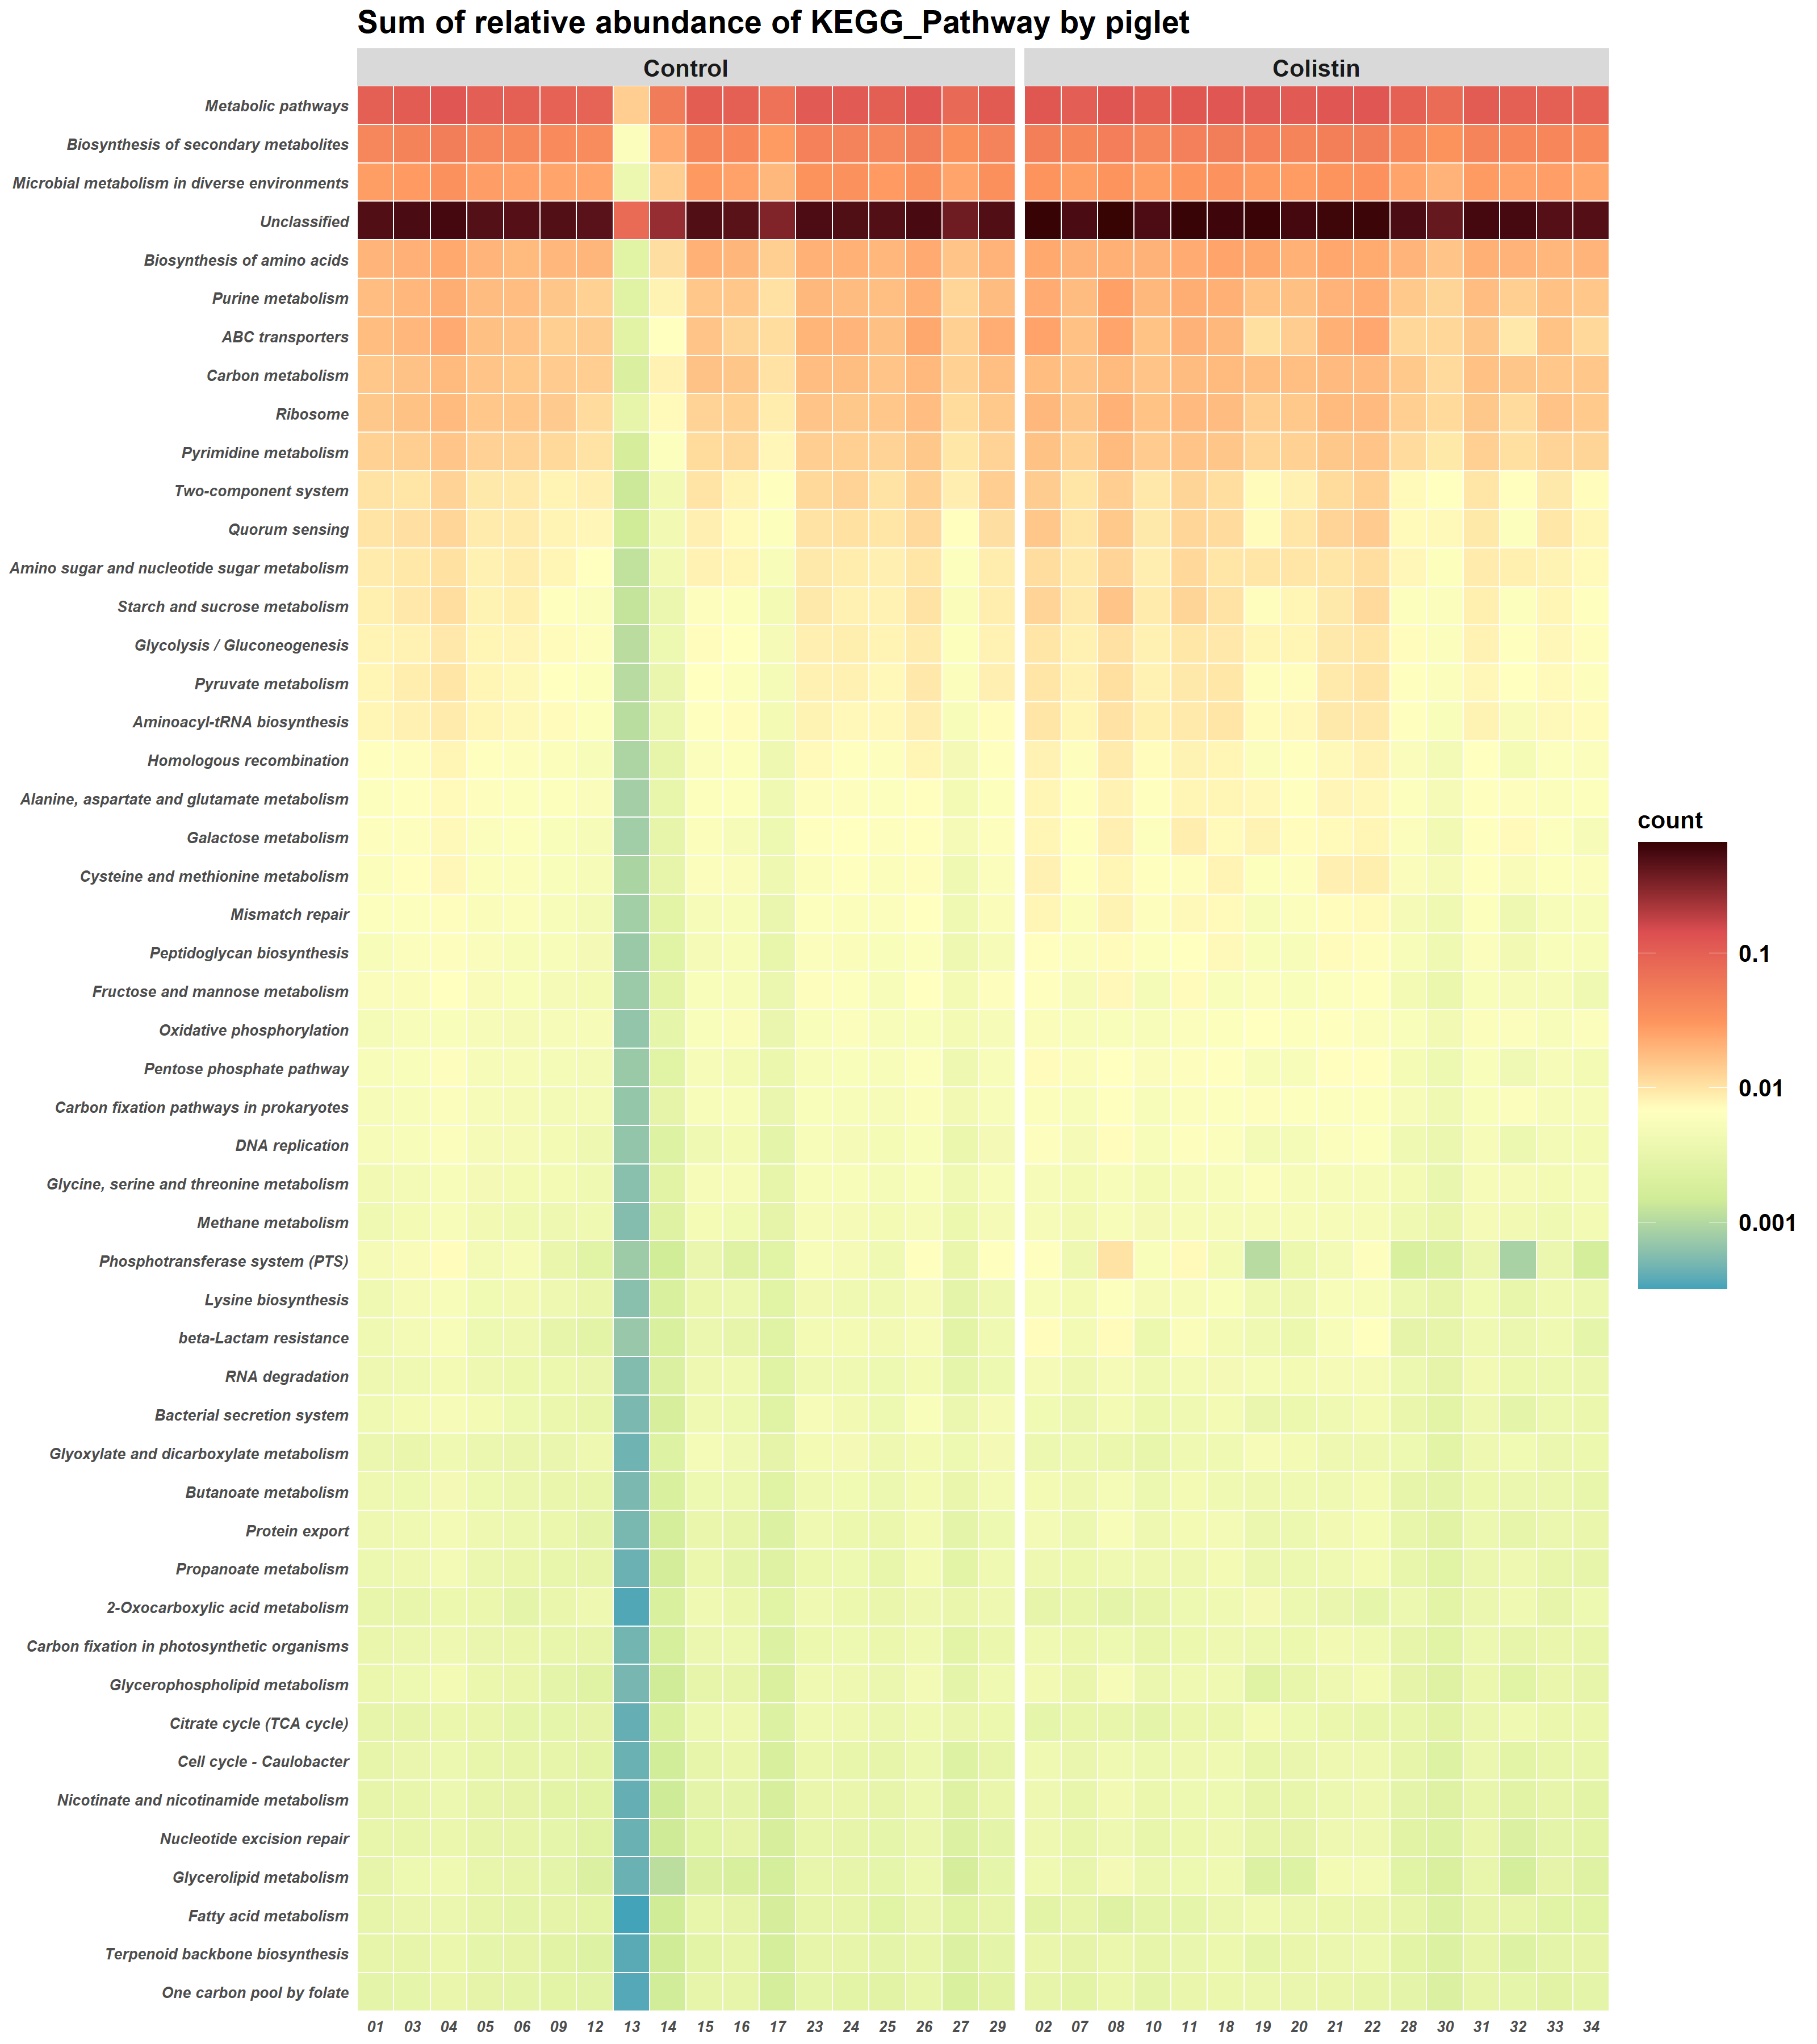 Sum of relative abundance of KEGG_Pathway by piglet
Control
Colistin
Metabolic pathways
Biosynthesis of secondary metabolites
Microbial metabolism in diverse environments
Unclassified
Biosynthesis of amino acids
Purine metabolism
ABC transporters
Carbon metabolism
Ribosome
Pyrimidine metabolism
Two-component system
Quorum sensing
Amino sugar and nucleotide sugar metabolism
Starch and sucrose metabolism
Glycolysis / Gluconeogenesis
Pyruvate metabolism
Aminoacyl-tRNA biosynthesis
Homologous recombination
Alanine, aspartate and glutamate metabolism
Galactose metabolism
Cysteine and methionine metabolism
Mismatch repair
Peptidoglycan biosynthesis
Fructose and mannose metabolism
Oxidative phosphorylation
Pentose phosphate pathway
Carbon fixation pathways in prokaryotes
DNA replication
Glycine, serine and threonine metabolism
Methane metabolism
Phosphotransferase system (PTS)
Lysine biosynthesis
beta-Lactam resistance
RNA degradation
Bacterial secretion system
Glyoxylate and dicarboxylate metabolism
Butanoate metabolism
Protein export
Propanoate metabolism
2-Oxocarboxylic acid metabolism
Carbon fixation in photosynthetic organisms
Glycerophospholipid metabolism
Citrate cycle (TCA cycle)
Cell cycle - Caulobacter
Nicotinate and nicotinamide metabolism
Nucleotide excision repair
Glycerolipid metabolism
Fatty acid metabolism
Terpenoid backbone biosynthesis
One carbon pool by folate
01 03 04 05 06 09 12 13 14 15 16 17 23 24 25 26 27 29
02 07 08 10 11 18 19 20 21 22 28 30 31 32 33 34
count
0.1
0.01
0.001